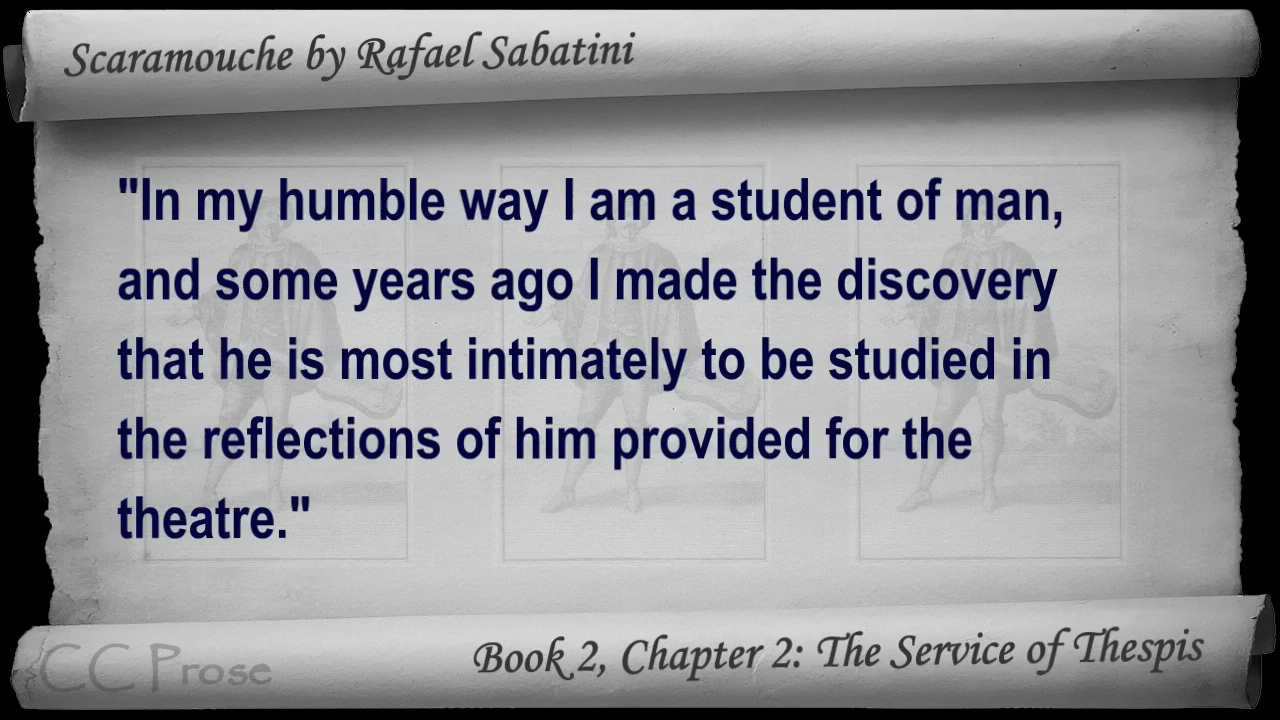 Scaramouche by Rafael Sabatini
"In my humble way I am a student of man,
and some years ago I made the discovery
that he is most intimately to be studied in
the reflections of him provided for the
theatre."
CC Prose
Book 2, Chapter 2: The Service of Thespis